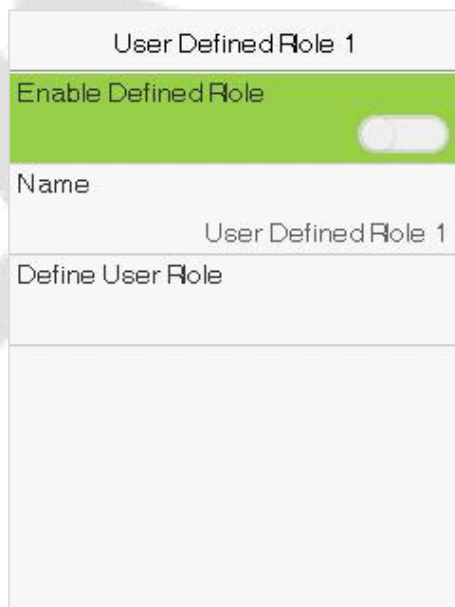 User Defined Role 1
Enable Defined Role
Name
User Defined Role 1
Define User Role